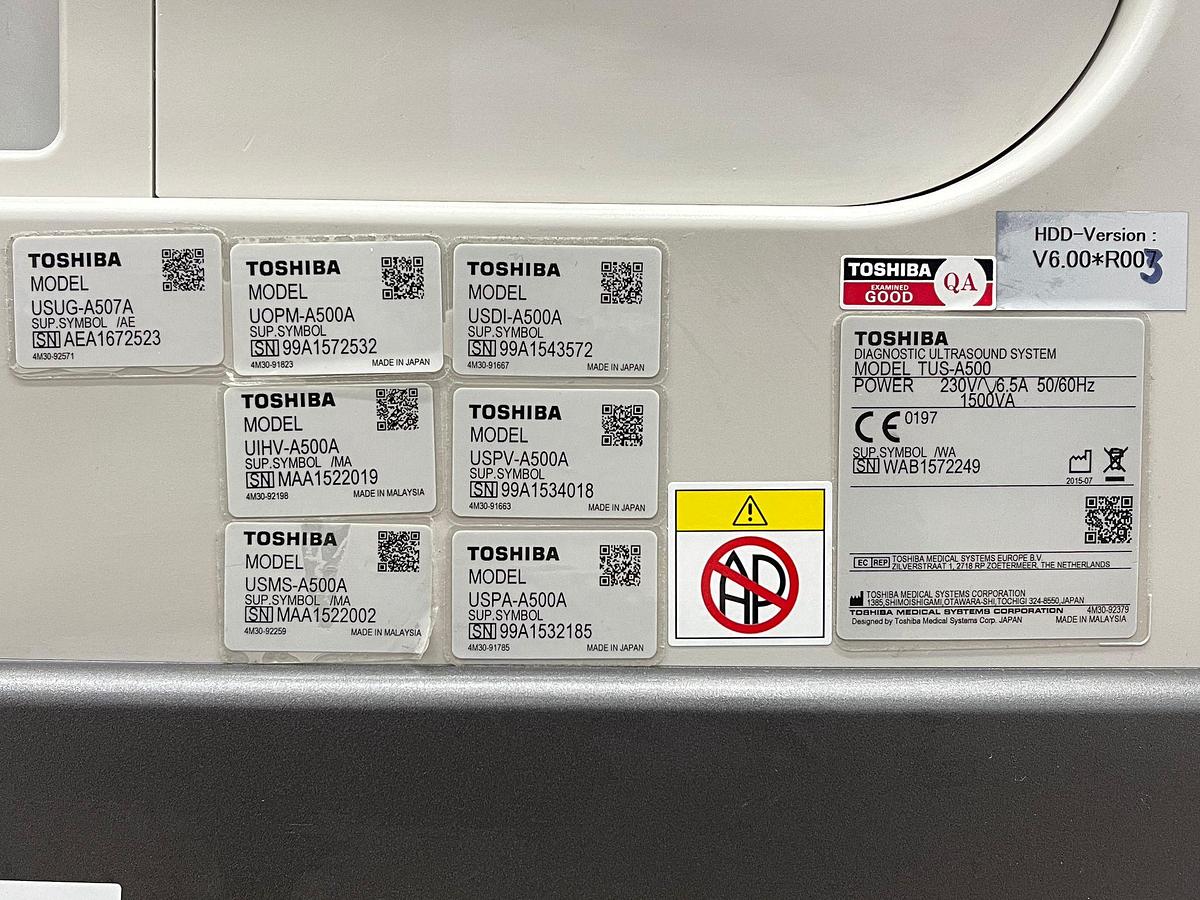 TOSHIBA
MODEL
USUG-A507A
SUP.SYMBOL /AE
SN AEA1672523
4M30-92571
TOSHIBA
MODEL
UOPM-A500A
SUP.SYMBOL
SN 99A1572532
4M30-91823 MADE IN JAPAN
TOSHIBA
MODEL
USDI-A500A
SUP.SYMBOL
SN 99A1543572
4M30-91667 MADE IN JAPAN
TOSHIBA
MODEL
UIHV-A500A
SUP.SYMBOL /MA
SN MAA1522019
4M30-92198 MADE IN MALAYSIA
TOSHIBA
MODEL
USPV-A500A
SUP.SYMBOL
SN 99A1534018
4M30-91663 MADE IN JAPAN
TOSHIBA
MODEL
USMS-A500A
SUP.SYMBOL /MA
SN MAA1522002
4M30-92259 MADE IN MALAYSIA
TOSHIBA
MODEL
USPA-A500A
SUP.SYMBOL
SN 99A1532185
4M30-91785 MADE IN JAPAN
AP
TOSHIBA QA
EXAMINED
GOOD
HDD-Version :
V6.00*R003
TOSHIBA
DIAGNOSTIC ULTRASOUND SYSTEM
MODEL TUS-A500
POWER 230V∿6.5A 50/60Hz
1500VA
CE 0197
SUP.SYMBOL /WA
SN WAB1572249
2015-07
EC REP TOSHIBA MEDICAL SYSTEMS EUROPE B.V.
ZILVERSTRAAT 1, 2718 RP ZOETERMEER, THE NETHERLANDS
TOSHIBA MEDICAL SYSTEMS CORPORATION
1385,SHIMOISHIGAMI,OTAWARA-SHI,TOCHIGI 324-8550,JAPAN
TOSHIBA MEDICAL SYSTEMS CORPORATION 4M30-92379
Designed by Toshiba Medical Systems Corp. JAPAN MADE IN MALAYSIA